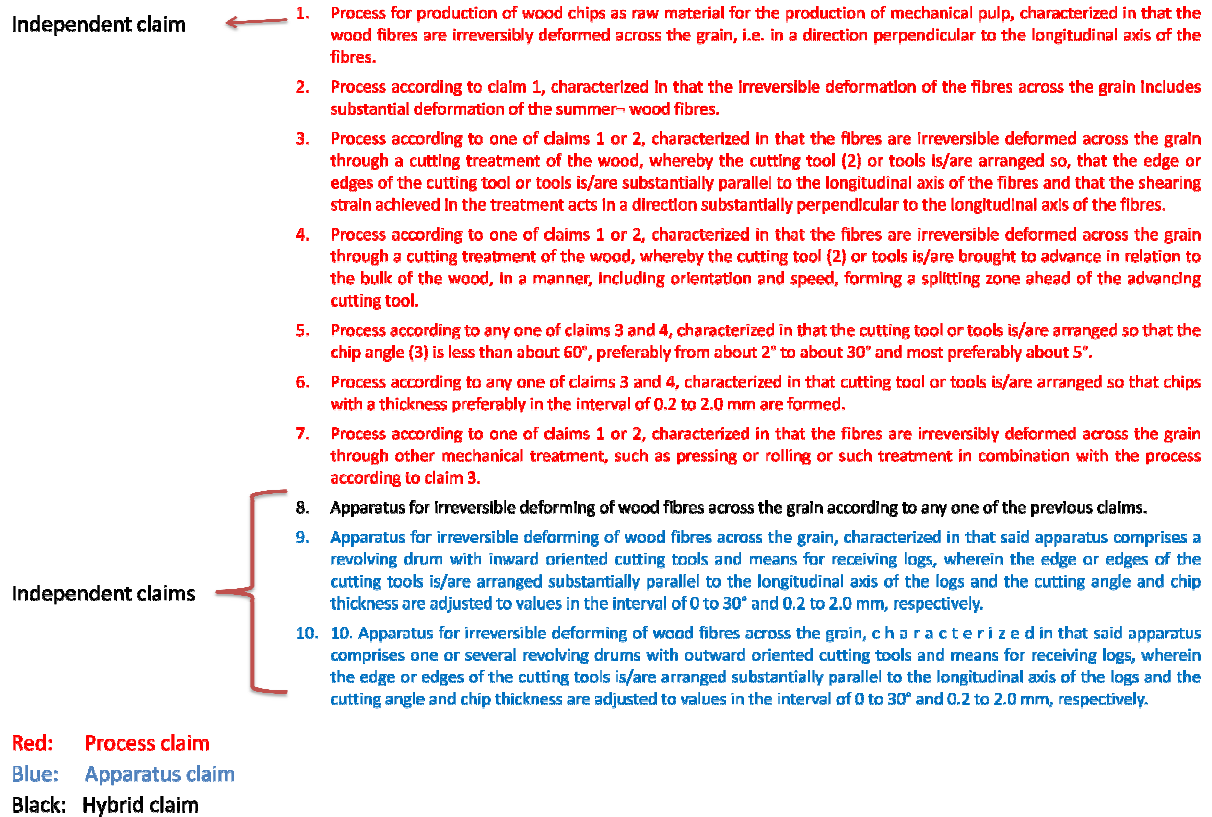 Independent claim
1. Process for production of wood chips as raw material for the production of mechanical pulp, characterized in that the
wood fibres are irreversibly deformed across the grain, i.e. in a direction perpendicular to the longitudinal axis of the
fibres.
2. Process according to claim 1, characterized in that the irreversible deformation of the fibres across the grain includes
substantial deformation of the summer¬ wood fibres.
3. Process according to one of claims 1 or 2, characterized in that the fibres are irreversible deformed across the grain
through a cutting treatment of the wood, whereby the cutting tool (2) or tools is/are arranged so, that the edge or
edges of the cutting tool or tools is/are substantially parallel to the longitudinal axis of the fibres and that the shearing
strain achieved in the treatment acts in a direction substantially perpendicular to the longitudinal axis of the fibres.
4. Process according to one of claims 1 or 2, characterized in that the fibres are irreversible deformed across the grain
through a cutting treatment of the wood, whereby the cutting tool (2) or tools is/are brought to advance in relation to
the bulk of the wood, in a manner, including orientation and speed, forming a splitting zone ahead of the advancing
cutting tool.
5. Process according to any one of claims 3 and 4, characterized in that the cutting tool or tools is/are arranged so that the
chip angle (3) is less than about 60°, preferably from about 2° to about 30° and most preferably about 5°.
6. Process according to any one of claims 3 and 4, characterized in that cutting tool or tools is/are arranged so that chips
with a thickness preferably in the interval of 0.2 to 2.0 mm are formed.
7. Process according to one of claims 1 or 2, characterized in that the fibres are irreversibly deformed across the grain
through other mechanical treatment, such as pressing or rolling or such treatment in combination with the process
according to claim 3.
8. Apparatus for irreversible deforming of wood fibres across the grain according to any one of the previous claims.
9. Apparatus for irreversible deforming of wood fibres across the grain, characterized in that said apparatus comprises a
revolving drum with inward oriented cutting tools and means for receiving logs, wherein the edge or edges of the
cutting tools is/are arranged substantially parallel to the longitudinal axis of the logs and the cutting angle and chip
thickness are adjusted to values in the interval of 0 to 30° and 0.2 to 2.0 mm, respectively.
Independent claims
10. 10. Apparatus for irreversible deforming of wood fibres across the grain, c h a r a c t e r i z e d in that said apparatus
comprises one or several revolving drums with outward oriented cutting tools and means for receiving logs, wherein
the edge or edges of the cutting tools is/are arranged substantially parallel to the longitudinal axis of the logs and the
cutting angle and chip thickness are adjusted to values in the interval of 0 to 30° and 0.2 to 2.0 mm, respectively.
Red: Process claim
Blue: Apparatus claim
Black: Hybrid claim